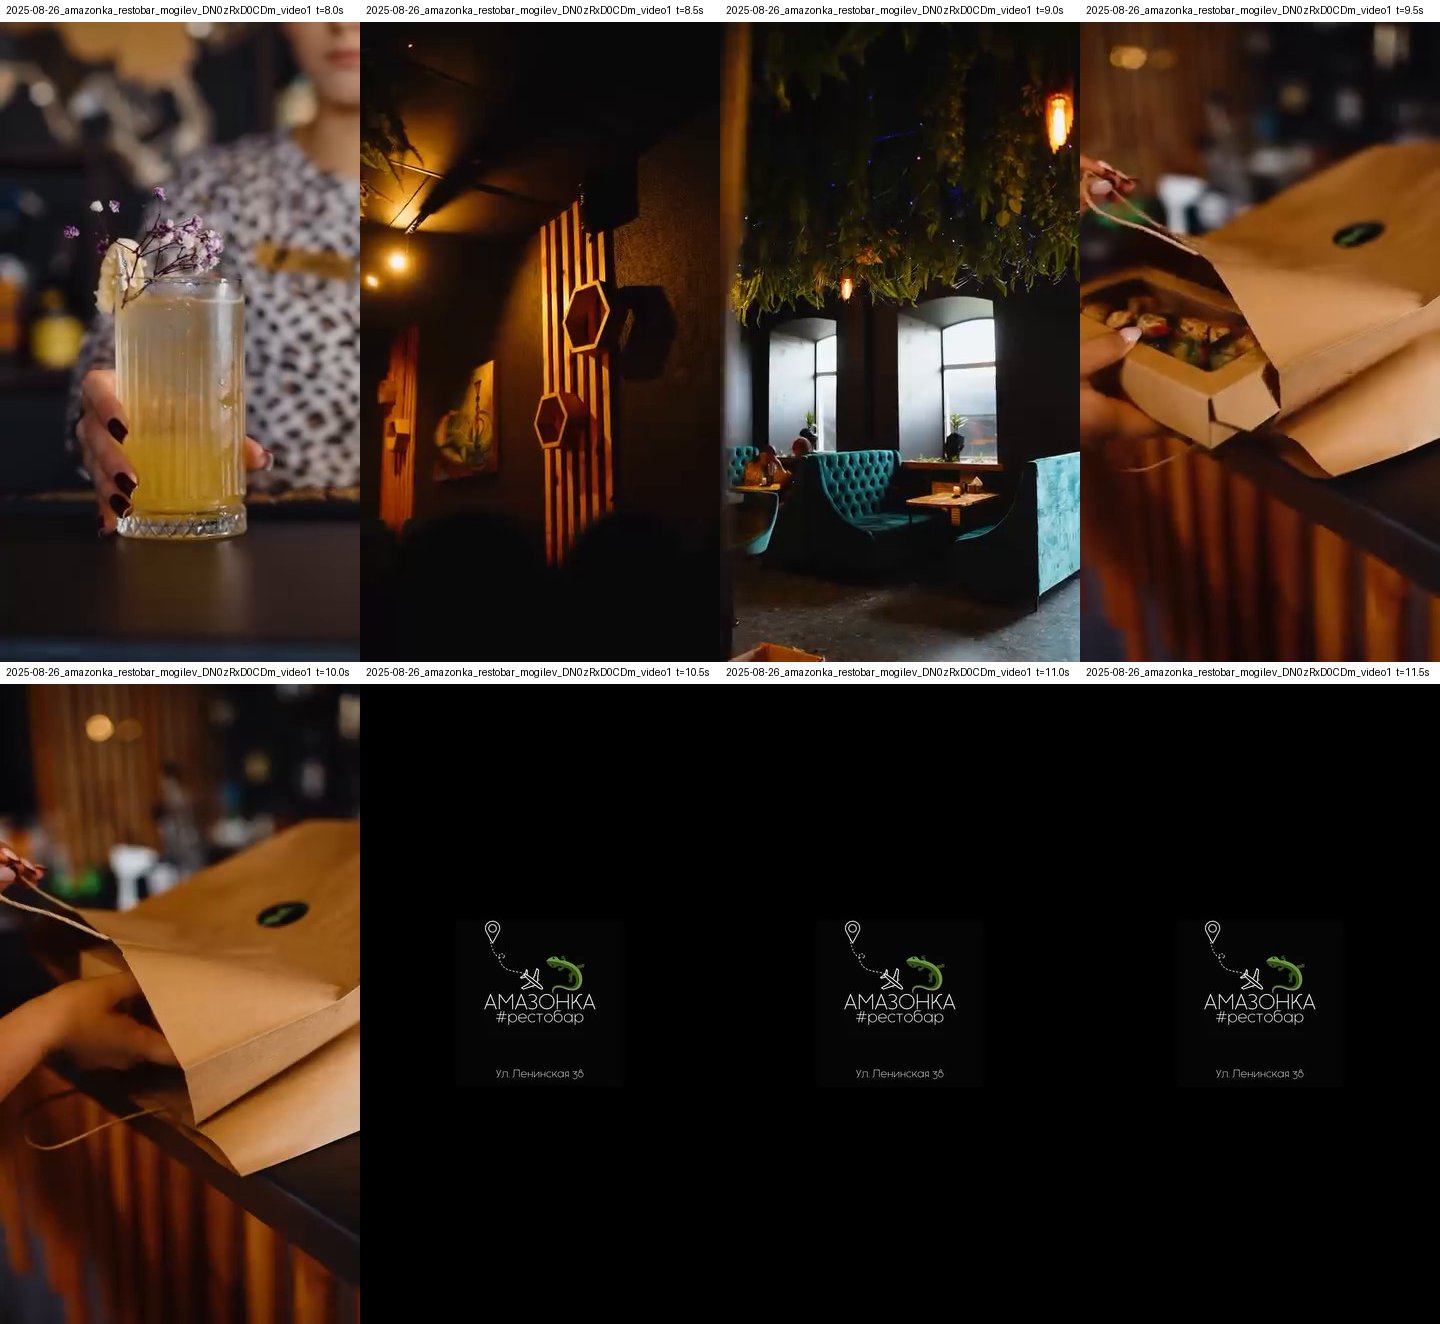 2025-08-26_amazonka_restobar_mogilev_DN0zRxD0CDm_video1 t=8.0s
2025-08-26_amazonka_restobar_mogilev_DN0zRxD0CDm_video1 t=8.5s
2025-08-26_amazonka_restobar_mogilev_DN0zRxD0CDm_video1 t=9.0s
2025-08-26_amazonka_restobar_mogilev_DN0zRxD0CDm_video1 t=9.5s
2025-08-26_amazonka_restobar_mogilev_DN0zRxD0CDm_video1 t=10.0s
2025-08-26_amazonka_restobar_mogilev_DN0zRxD0CDm_video1 t=10.5s
2025-08-26_amazonka_restobar_mogilev_DN0zRxD0CDm_video1 t=11.0s
2025-08-26_amazonka_restobar_mogilev_DN0zRxD0CDm_video1 t=11.5s
АМАЗОНКА
#рестобар
Ул. Ленинская 38
АМАЗОНКА
#рестобар
Ул. Ленинская 38
АМАЗОНКА
#рестобар
Ул. Ленинская 38